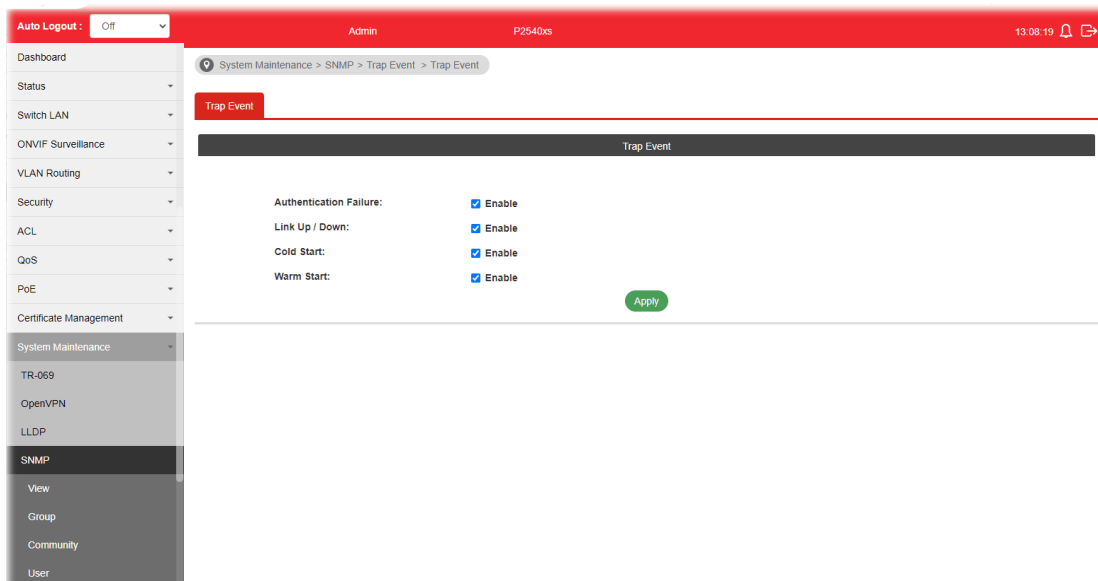 Auto Logout : Off
Admin
P2540xs
13:08:19
Dashboard
Status
Switch LAN
ONVIF Surveillance
VLAN Routing
Security
ACL
QoS
PoE
Certificate Management
System Maintenance
TR-069
OpenVPN
LLDP
SNMP
View
Group
Community
User
System Maintenance > SNMP > Trap Event > Trap Event
Trap Event
Trap Event
Authentication Failure: Enable
Link Up / Down: Enable
Cold Start: Enable
Warm Start: Enable
Apply